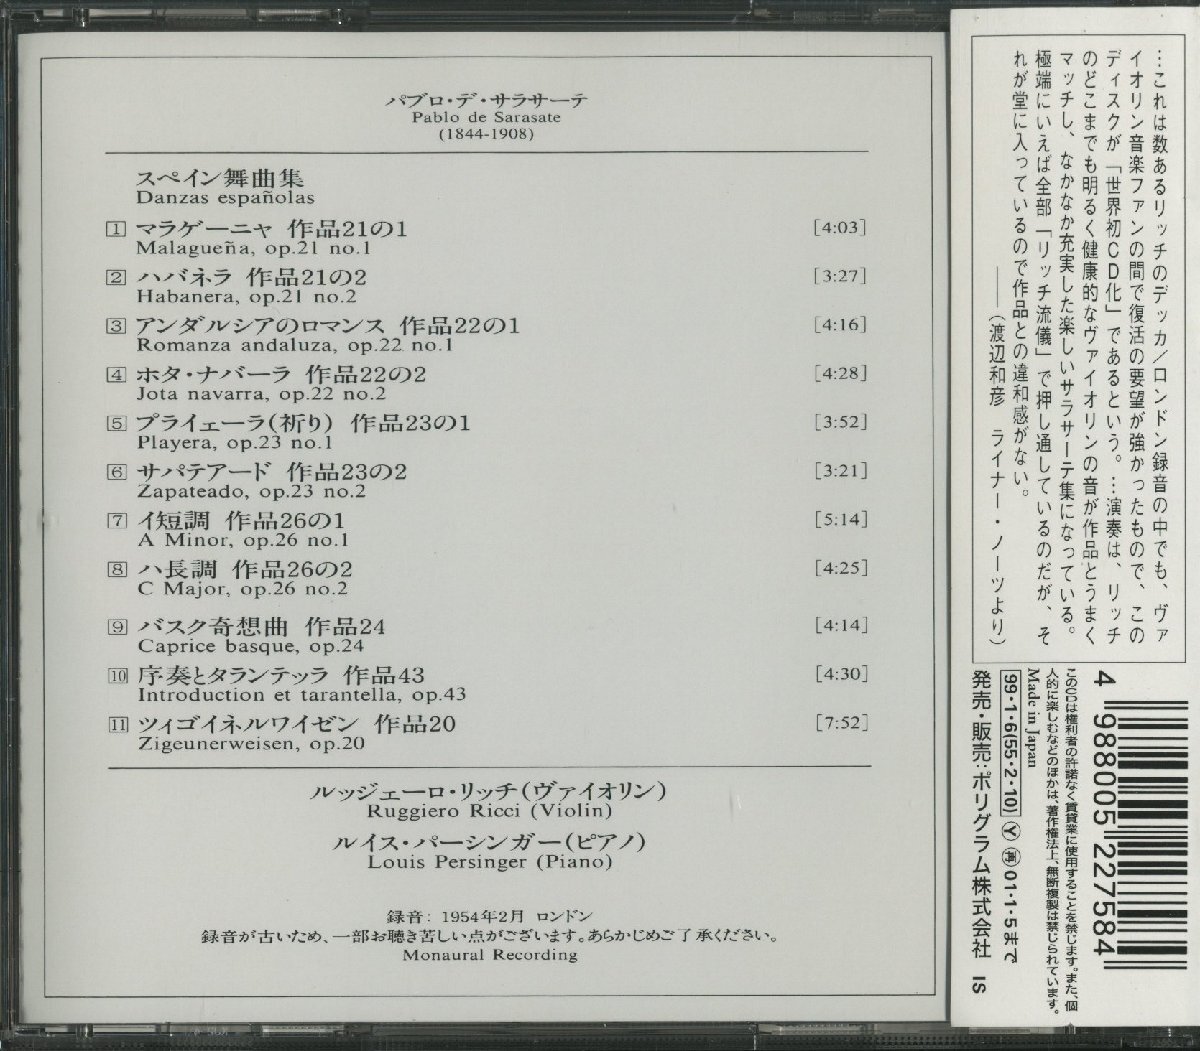 パブロ・デ・サラサーテ
Pablo de Sarasate
(1844-1908)
スペイン舞曲集
Danzas españolas
1 マラゲーニャ 作品21の1 [4:03]
Malagueña, op.21 no.1
2 ハバネラ 作品21の2 [3:27]
Habanera, op.21 no.2
3 アンダルシアのロマンス 作品22の1 [4:16]
Romanza andaluza, op.22 no.1
4 ホタ・ナバーラ 作品22の2 [4:28]
Jota navarra, op.22 no.2
5 プライェーラ(祈り) 作品23の1 [3:52]
Playera, op.23 no.1
6 サパテアード 作品23の2 [3:21]
Zapateado, op.23 no.2
7 イ短調 作品26の1 [5:14]
A Minor, op.26 no.1
8 ハ長調 作品26の2 [4:25]
C Major, op.26 no.2
9 バスク奇想曲 作品24 [4:14]
Caprice basque, op.24
10 序奏とタランテッラ 作品43 [4:30]
Introduction et tarantella, op.43
11 ツィゴイネルワイゼン 作品20 [7:52]
Zigeunerweisen, op.20
ルッジェーロ・リッチ(ヴァイオリン)
Ruggiero Ricci (Violin)
ルイス・パーシンガー(ピアノ)
Louis Persinger (Piano)
録音: 1954年2月 ロンドン
録音が古いため、一部お聴き苦しい点がございます。あらかじめご了承ください。
Monaural Recording
…これは数あるリッチのデッカ/ロンドン録音の中でも、ヴァ
イオリン音楽ファンの間で復活の要望が強かったもので、この
ディスクが「世界初CD化」であるという。…演奏は、リッチ
のどこまでも明るく健康的なヴァイオリンの音が作品とうまく
マッチし、なかなか充実した楽しいサラサーテ集になっている。
極端にいえば全部「リッチ流儀」で押し通しているのだが、そ
れが堂に入っているので作品との違和感がない。
――(渡辺和彦 ライナー・ノーツより)
4 988005 227584
このCDは権利者の許諾なく賃貸業に使用することを禁じます。また、個
人的に楽しむなどのほかは、著作権法上、無断複製は禁じられています。
Made in Japan
99・1・6(55・2・10) Ⓨ 再 01・1・5まで
発売・販売:ポリグラム株式会社 IS